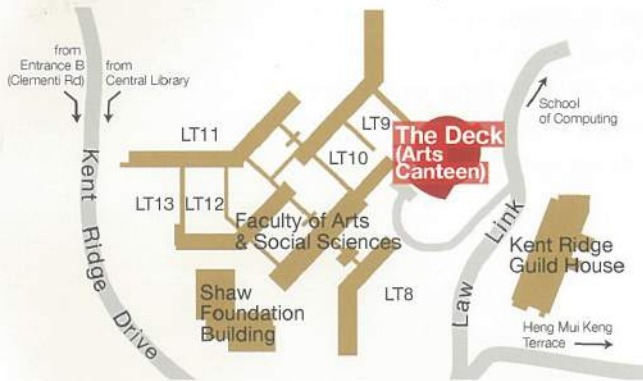 from
Entrance B
(Clementi Rd)
from
Central Library
Kent Ridge Drive
LT11
LT13
LT12
LT10
LT9
The Deck
(Arts
Canteen)
School
of Computing
Faculty of Arts
& Social Sciences
Shaw
Foundation
Building
LT8
Law Link
Kent Ridge
Guild House
Heng Mui Keng
Terrace